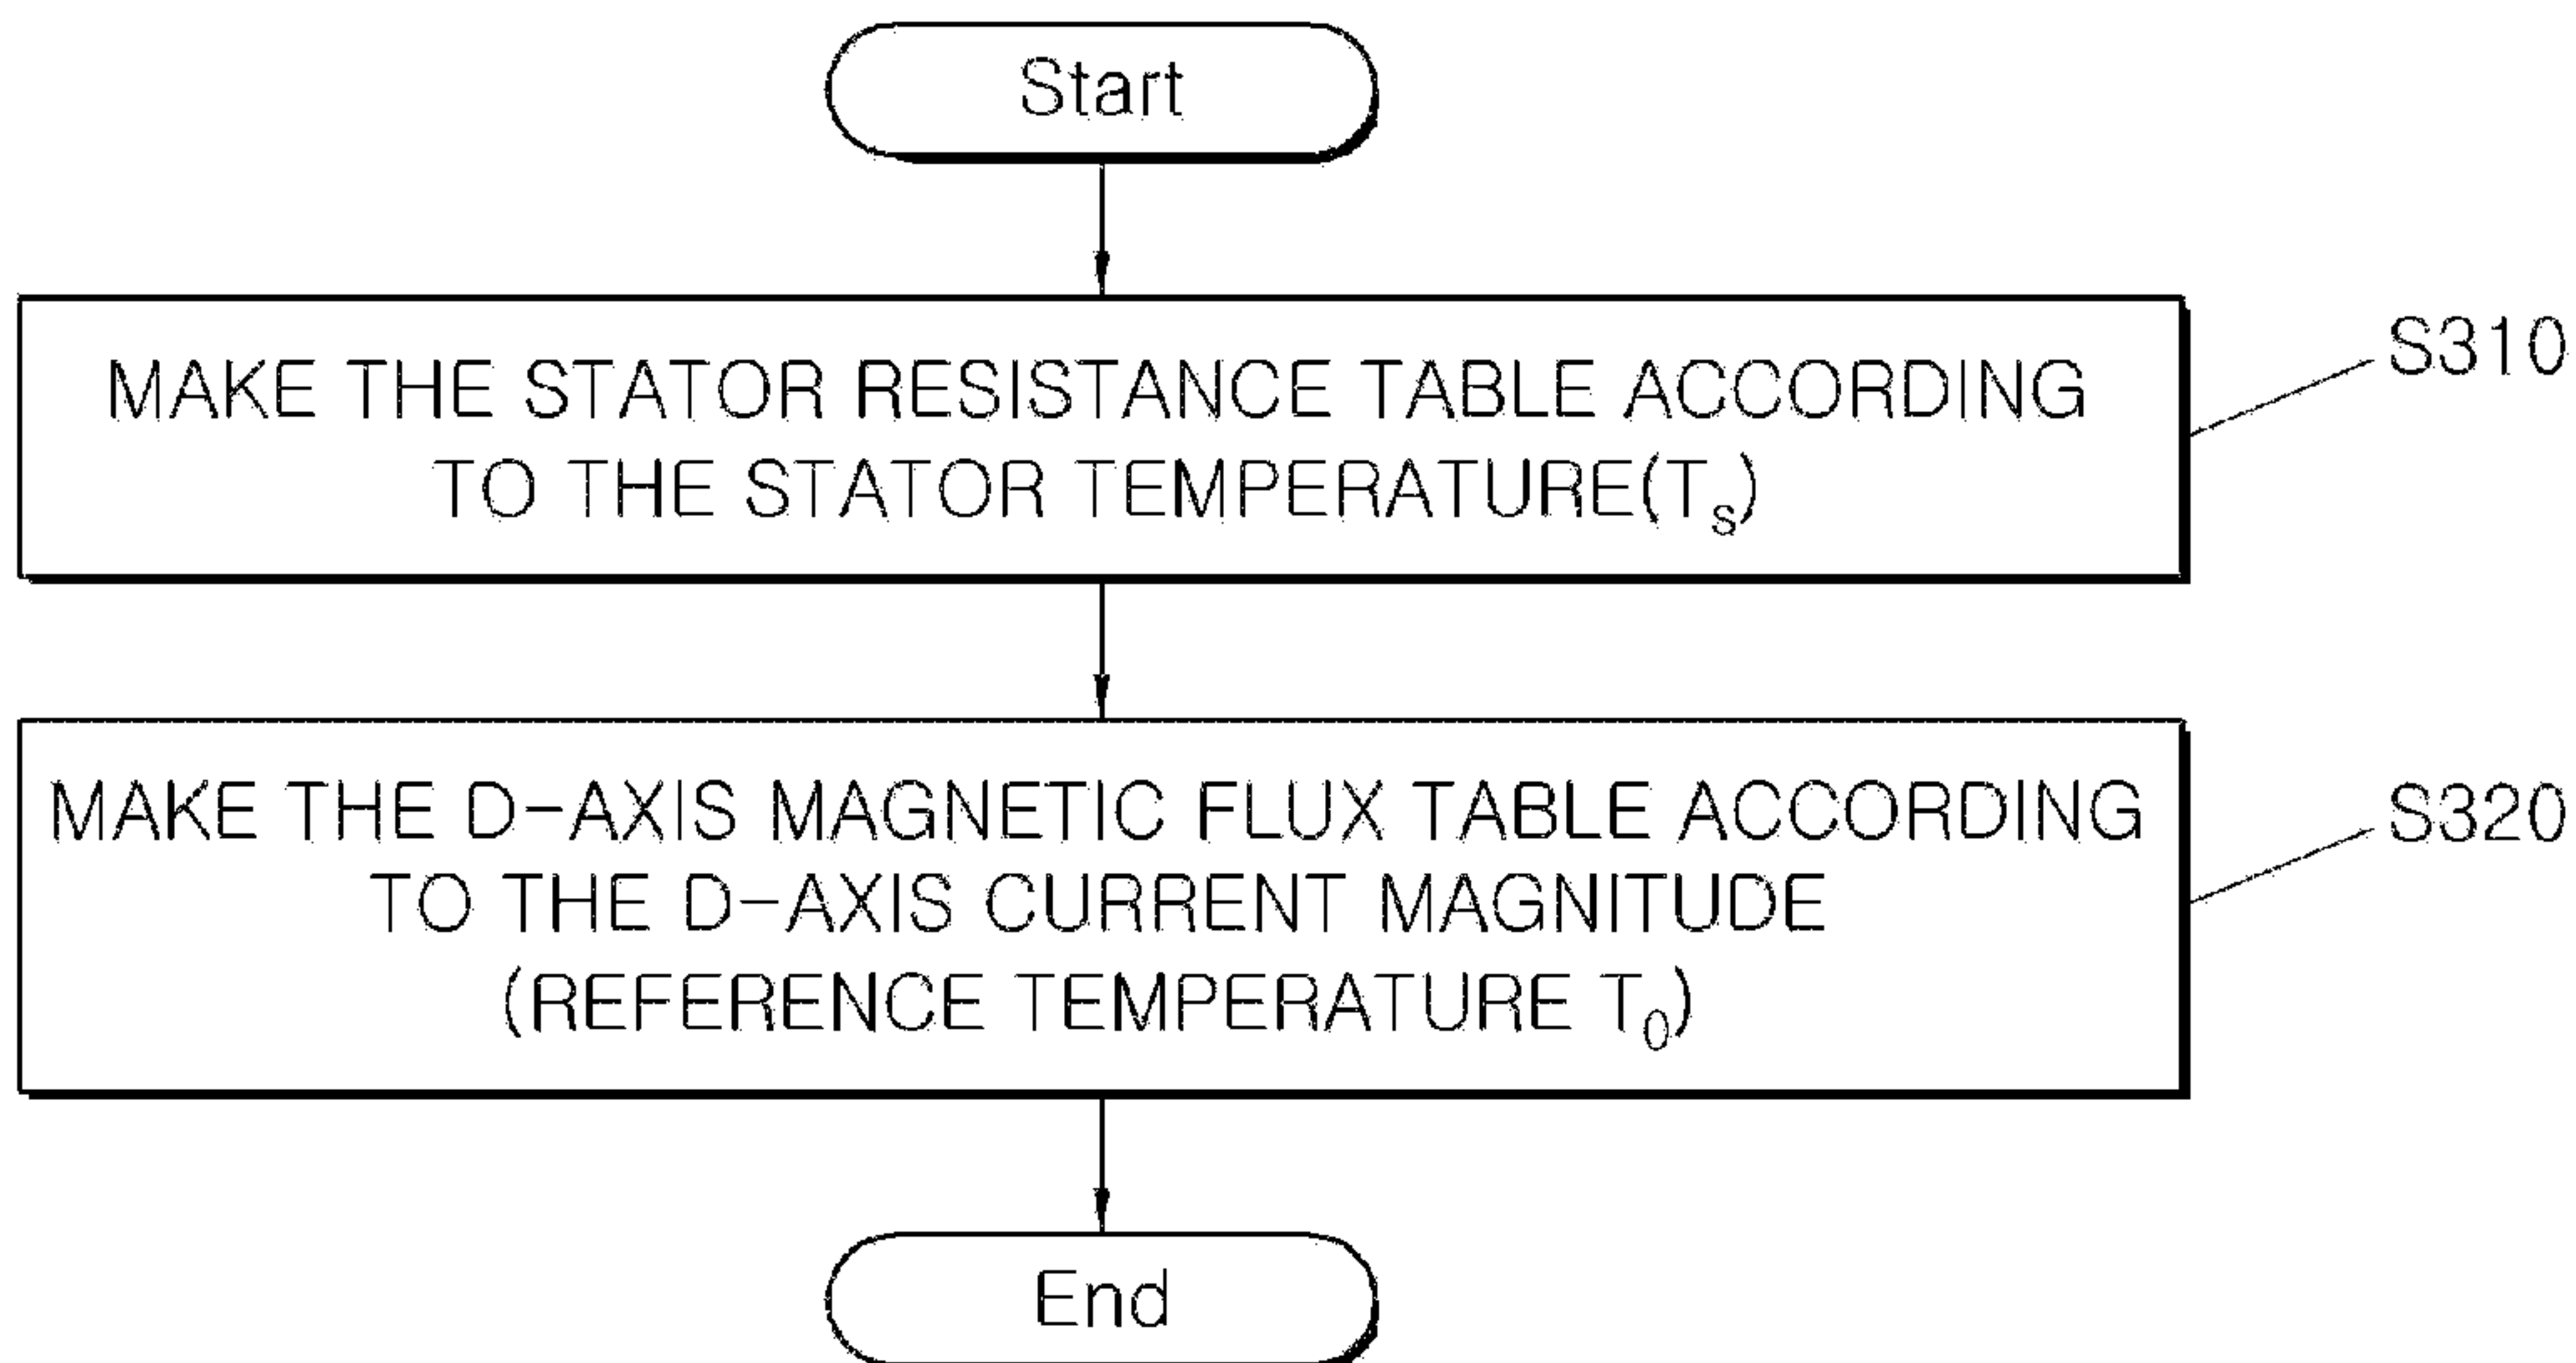 Start
MAKE THE STATOR RESISTANCE TABLE ACCORDING
TO THE STATOR TEMPERATURE(Tₛ)
S310
MAKE THE D-AXIS MAGNETIC FLUX TABLE ACCORDING
TO THE D-AXIS CURRENT MAGNITUDE
(REFERENCE TEMPERATURE T₀)
S320
End